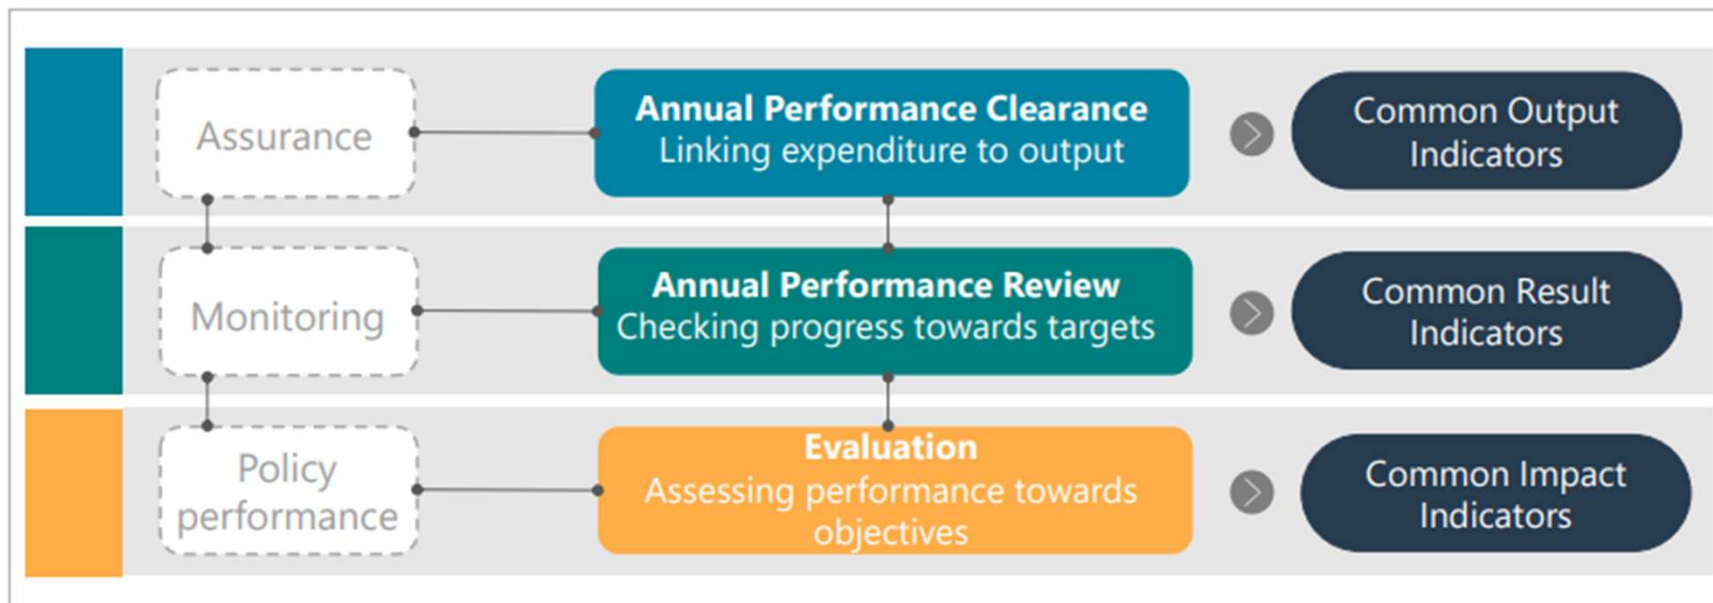 Assurance
Annual Performance Clearance
Linking expenditure to output
Common Output
Indicators
Monitoring
Annual Performance Review
Checking progress towards targets
Common Result
Indicators
Policy
performance
Evaluation
Assessing performance towards
objectives
Common Impact
Indicators